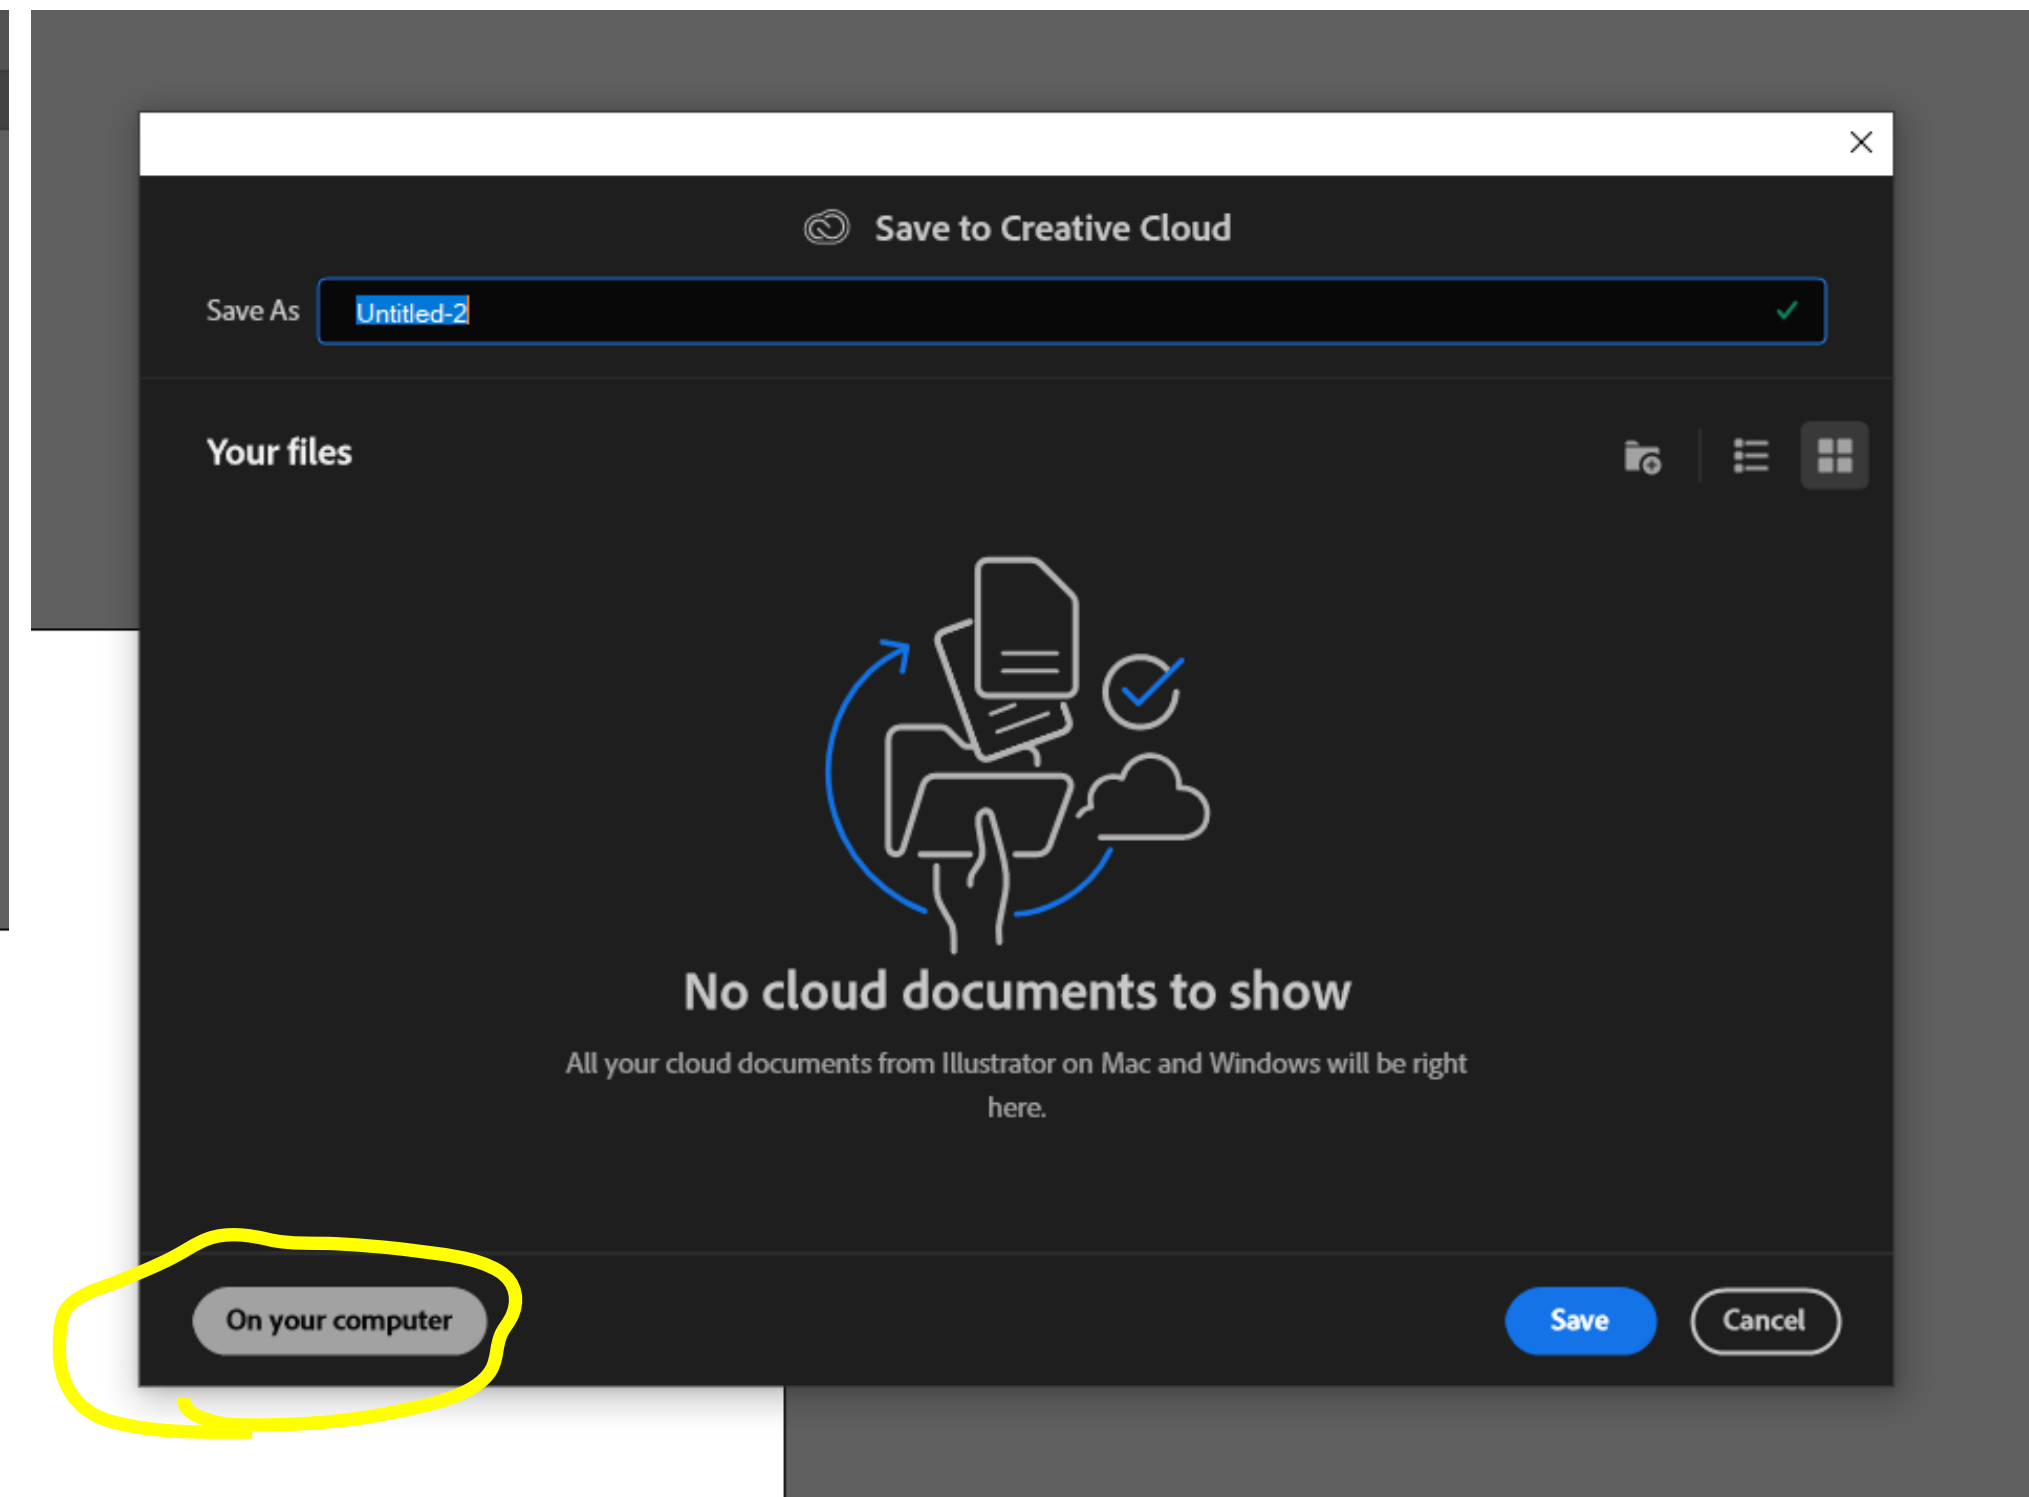 Save to Creative Cloud
Save As
Untitled-2
Your files
No cloud documents to show
All your cloud documents from Illustrator on Mac and Windows will be right
here.
On your computer
Save
Cancel